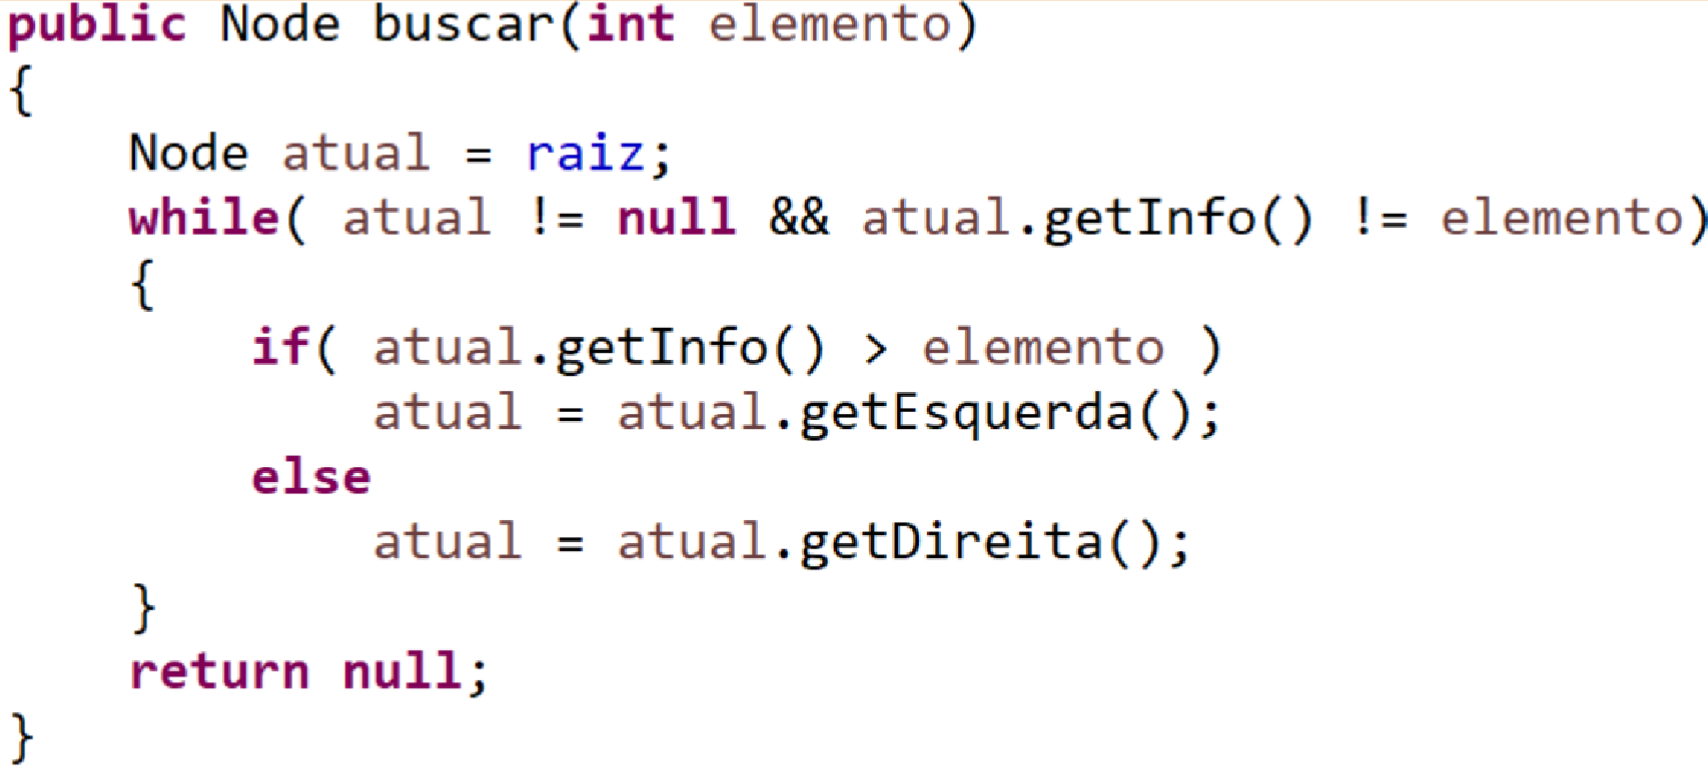 public Node buscar(int elemento)
{
    Node atual = raiz;
    while( atual != null && atual.getInfo() != elemento)
    {
        if( atual.getInfo() > elemento )
            atual = atual.getEsquerda();
        else
            atual = atual.getDireita();
    }
    return null;
}